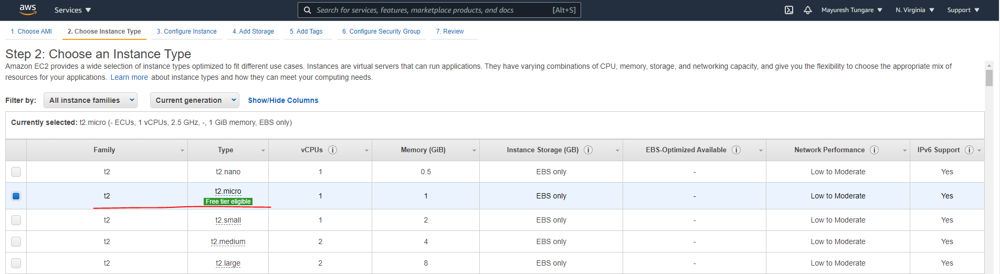 aws Services Search for services, features, marketplace products, and docs [Alt+S] Mayuresh Tungare N. Virginia Support
1. Choose AMI 2. Choose Instance Type 3. Configure Instance 4. Add Storage 5. Add Tags 6. Configure Security Group 7. Review
Step 2: Choose an Instance Type
Amazon EC2 provides a wide selection of instance types optimized to fit different use cases. Instances are virtual servers that can run applications. They have varying combinations of CPU, memory, storage, and networking capacity, and give you the flexibility to choose the appropriate mix of
resources for your applications. Learn more about instance types and how they can meet your computing needs.
Filter by: All instance families Current generation Show/Hide Columns
Currently selected: t2.micro (- ECUs, 1 vCPUs, 2.5 GHz, -, 1 GiB memory, EBS only)
Family Type vCPUs i Memory (GiB) Instance Storage (GB) i EBS-Optimized Available i Network Performance i IPv6 Support i
t2 t2.nano 1 0.5 EBS only - Low to Moderate Yes
t2 t2.micro 1 1 EBS only - Low to Moderate Yes
Free tier eligible
t2 t2.small 1 2 EBS only - Low to Moderate Yes
t2 t2.medium 2 4 EBS only - Low to Moderate Yes
t2 t2.large 2 8 EBS only - Low to Moderate Yes